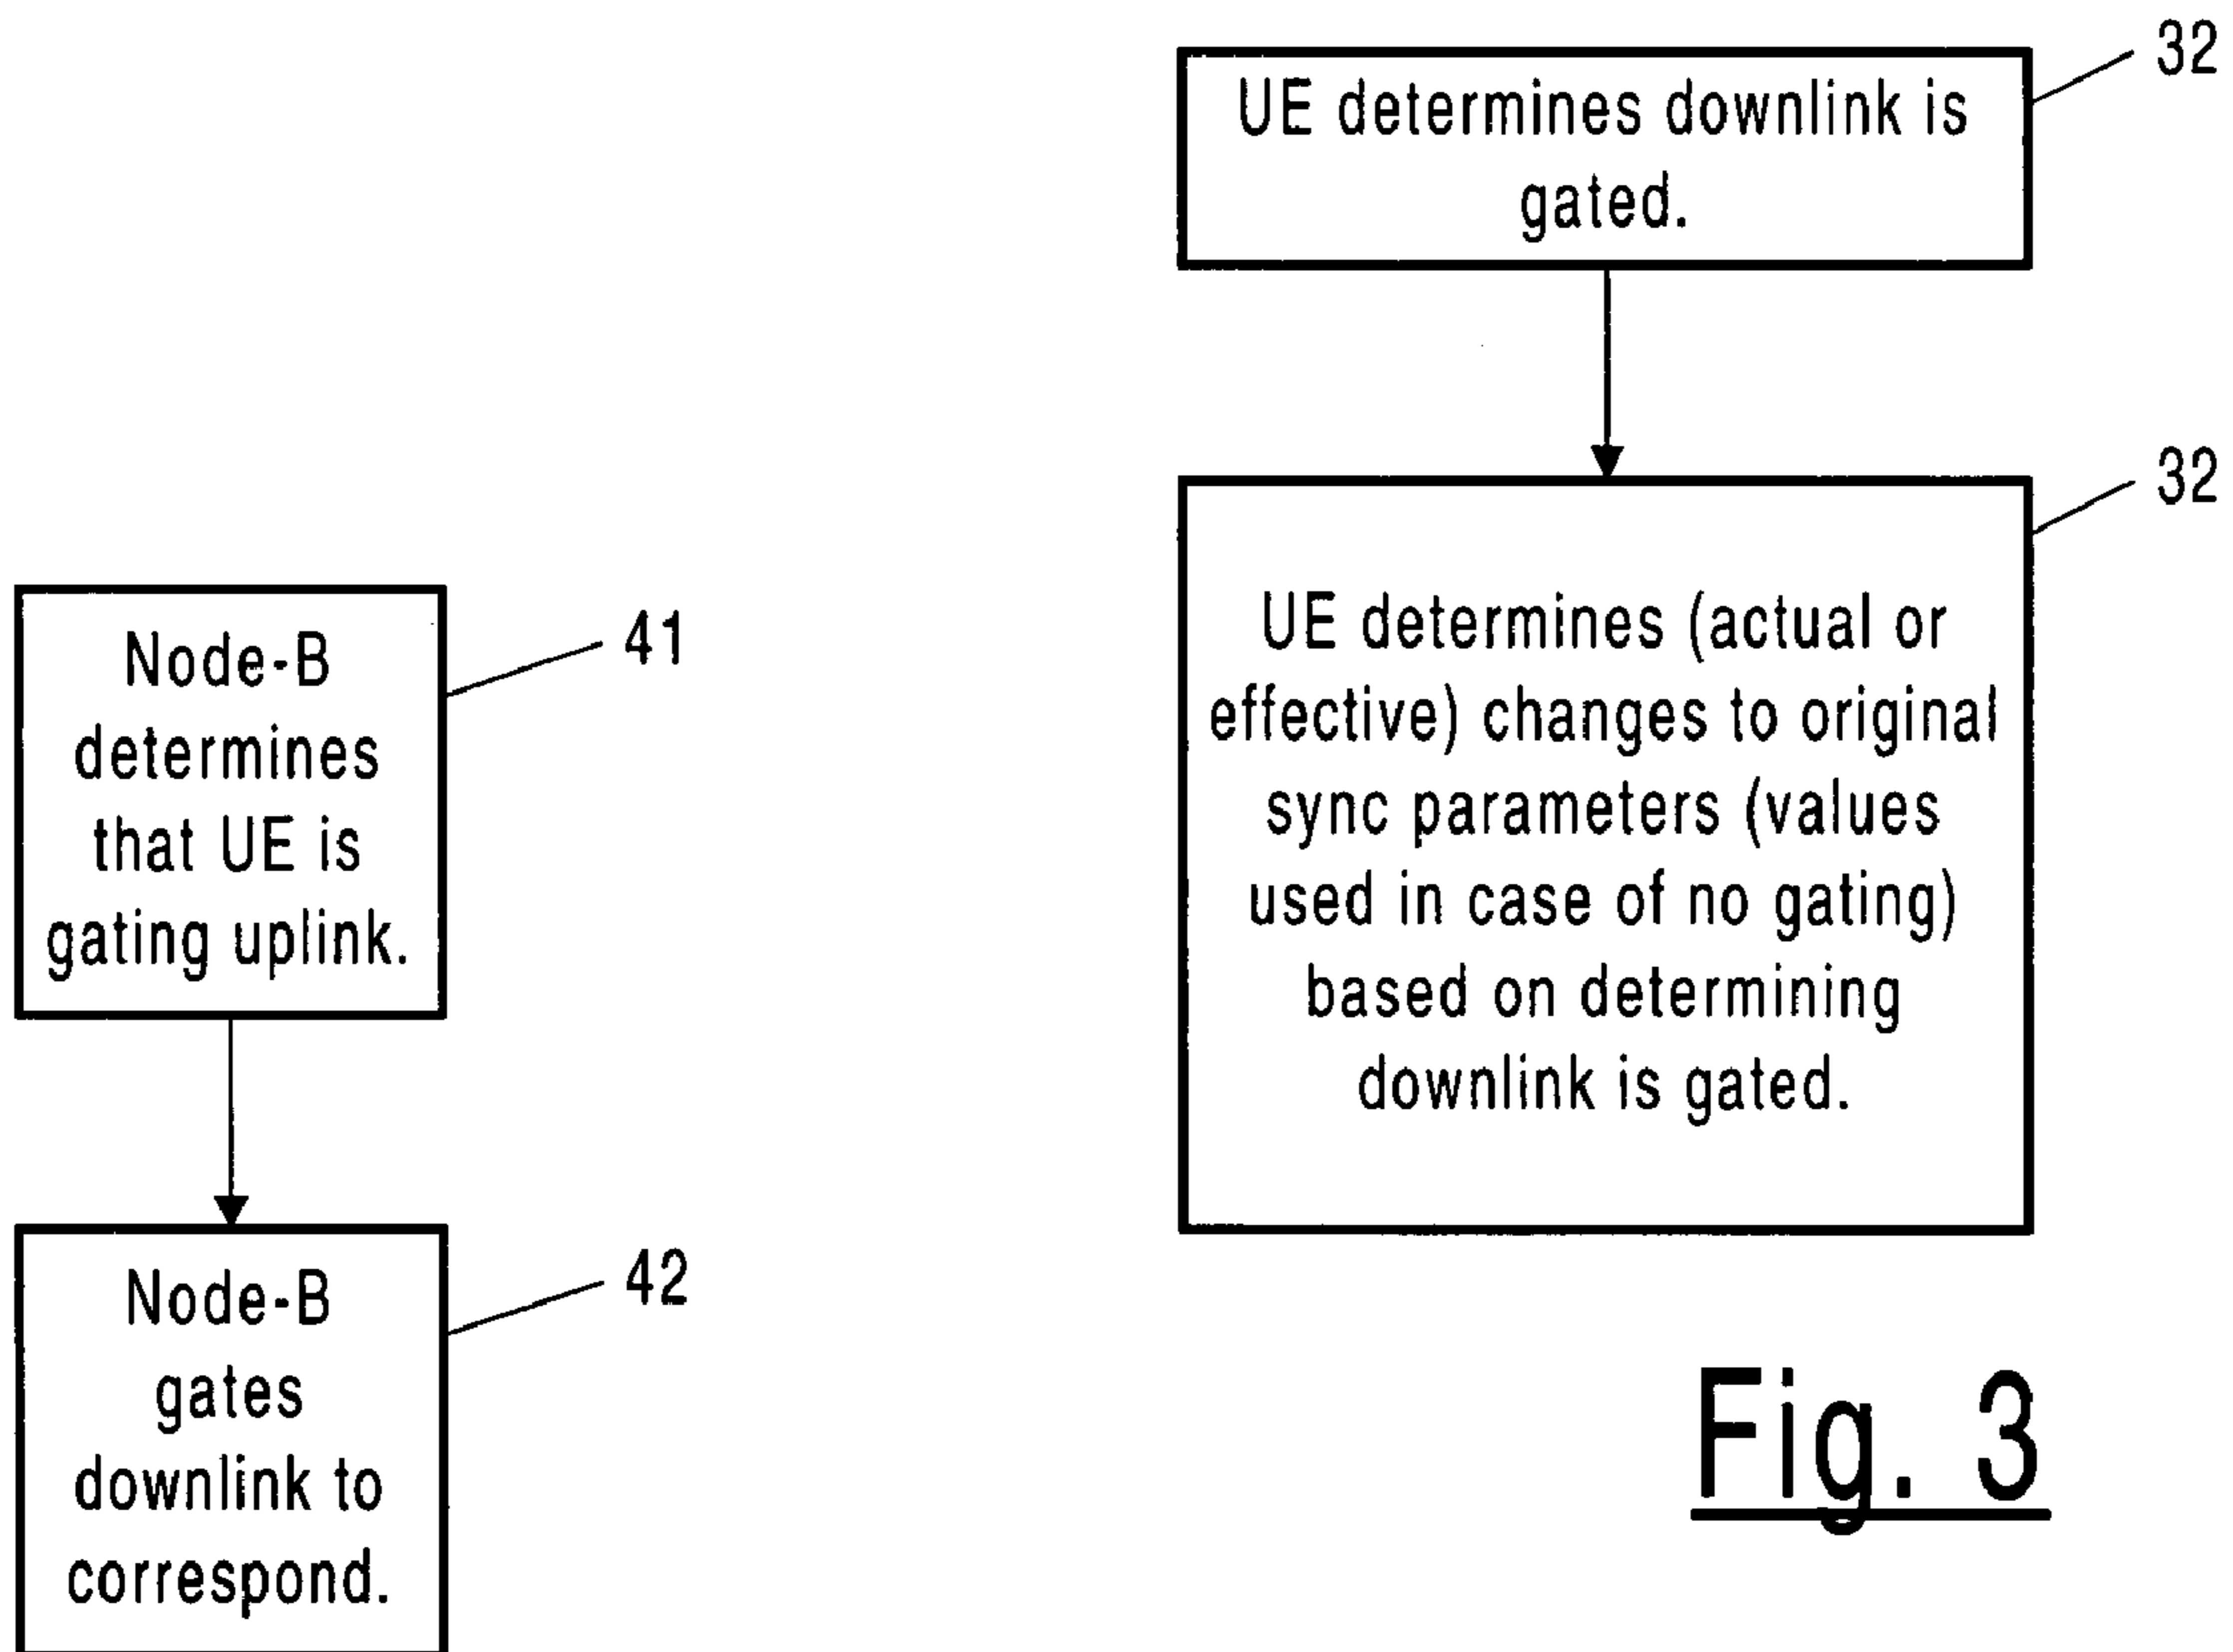 32
UE determines downlink is
gated.
32
UE determines (actual or
effective) changes to original
sync parameters (values
used in case of no gating)
based on determining
downlink is gated.
Fig. 3
41
Node-B
determines
that UE is
gating uplink.
42
Node-B
gates
downlink to
correspond.